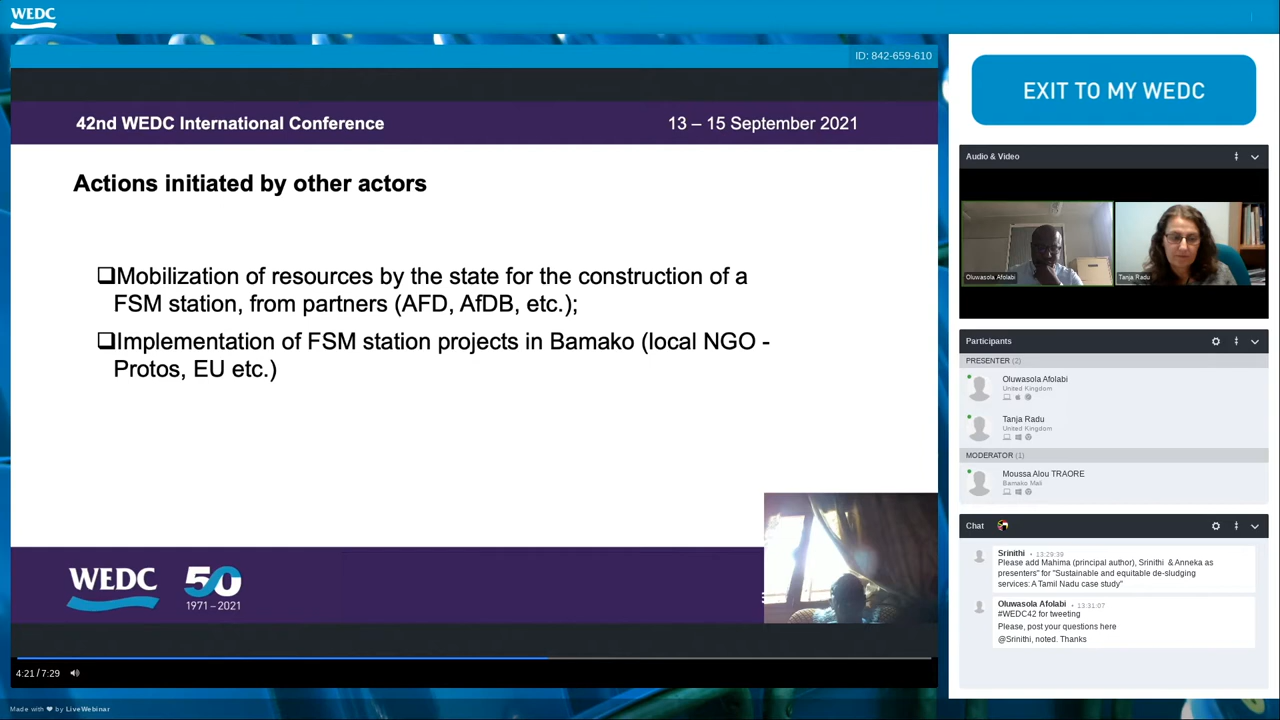 WEDC
ID: 842-659-610
42nd WEDC International Conference
13 – 15 September 2021
Actions initiated by other actors
❑Mobilization of resources by the state for the construction of a
FSM station, from partners (AFD, AfDB, etc.);
❑Implementation of FSM station projects in Bamako (local NGO -
Protos, EU etc.)
WEDC
50
1971 – 2021
4:21 / 7:29
Made with ❤ by LiveWebinar
EXIT TO MY WEDC
Audio & Video
Oluwasola Afolabi
Tanja Radu
Participants
PRESENTER (2)
Oluwasola Afolabi
United Kingdom
Tanja Radu
United Kingdom
MODERATOR (1)
Moussa Alou TRAORE
Bamako Mali
Chat
Srinithi • 13:29:39
Please add Mahima (principal author), Srinithi & Anneka as
presenters" for "Sustainable and equitable de-sludging
services: A Tamil Nadu case study"
Oluwasola Afolabi • 13:31:07
#WEDC42 for tweeting
Please, post your questions here
@Srinithi, noted. Thanks